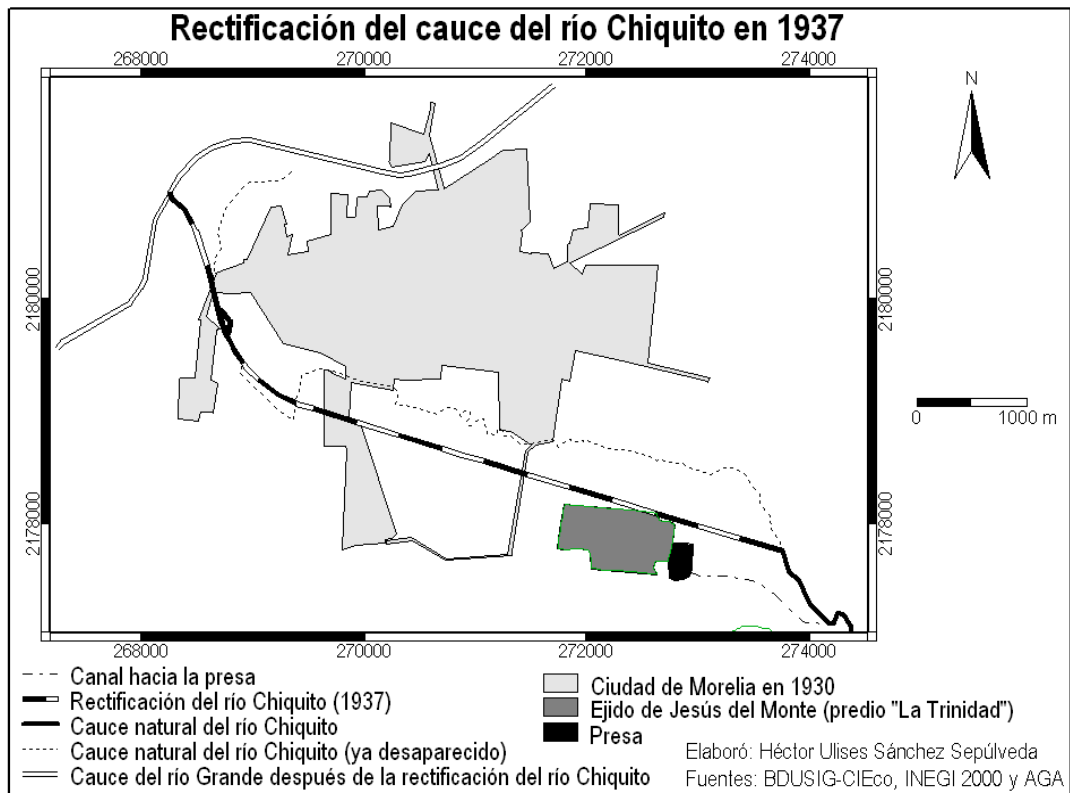 Rectificación del cauce del río Chiquito en 1937
268000 270000 272000 274000
N
2180000 2180000
0 1000 m
2178000 2178000
268000 270000 272000 274000
Canal hacia la presa
Rectificación del río Chiquito (1937)
Cauce natural del río Chiquito
Cauce natural del río Chiquito (ya desaparecido)
Cauce del río Grande después de la rectificación del río Chiquito
Ciudad de Morelia en 1930
Ejido de Jesús del Monte (predio "La Trinidad")
Presa
Elaboró: Héctor Ulises Sánchez Sepúlveda
Fuentes: BDUSIG-CIEco, INEGI 2000 y AGA